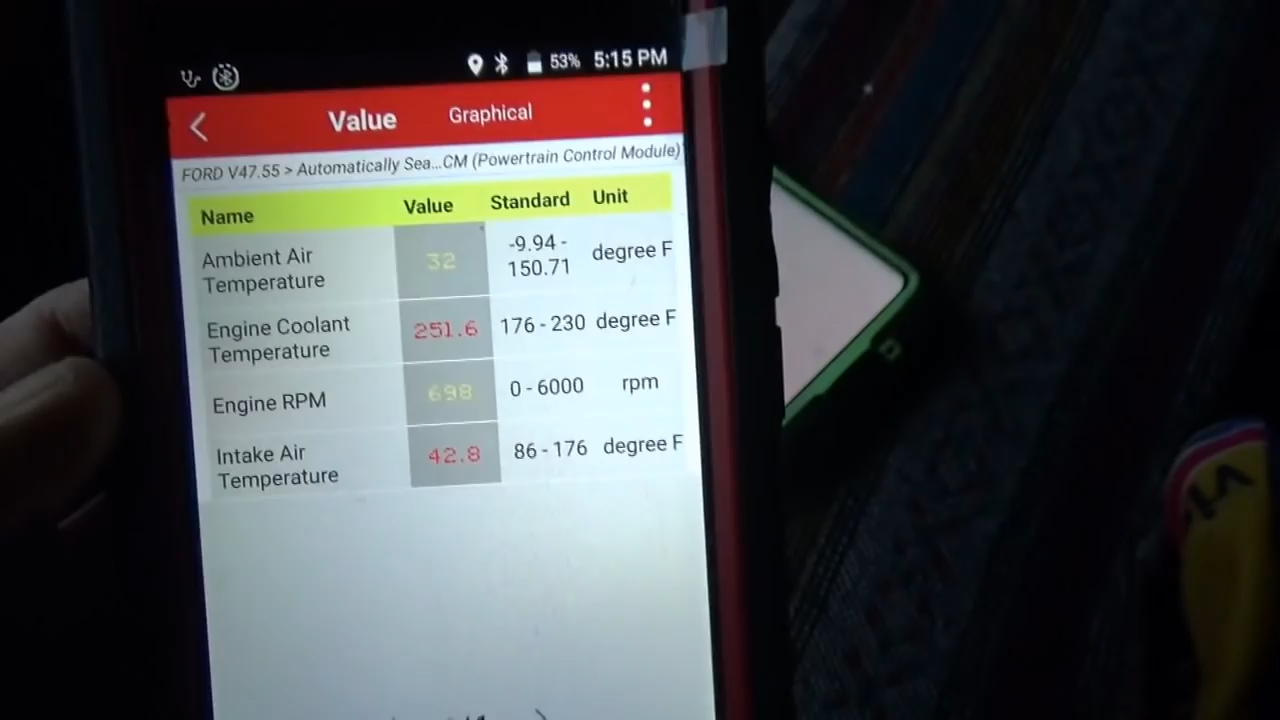 53% 5:15 PM
Value Graphical
FORD V47.55 > Automatically Sea...CM (Powertrain Control Module)
Name Value Standard Unit
Ambient Air Temperature 32 -9.94 - 150.71 degree F
Engine Coolant Temperature 251.6 176 - 230 degree F
Engine RPM 698 0 - 6000 rpm
Intake Air Temperature 42.8 86 - 176 degree F